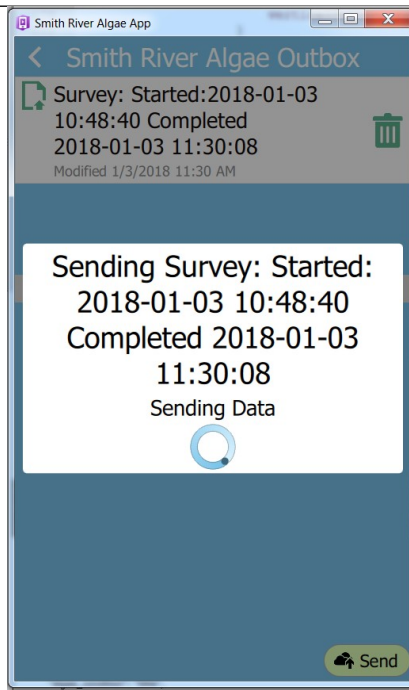 Smith River Algae App
Smith River Algae Outbox
Survey: Started:2018-01-03
10:48:40 Completed
2018-01-03 11:30:08
Modified 1/3/2018 11:30 AM
Sending Survey: Started:
2018-01-03 10:48:40
Completed 2018-01-03
11:30:08
Sending Data
Send